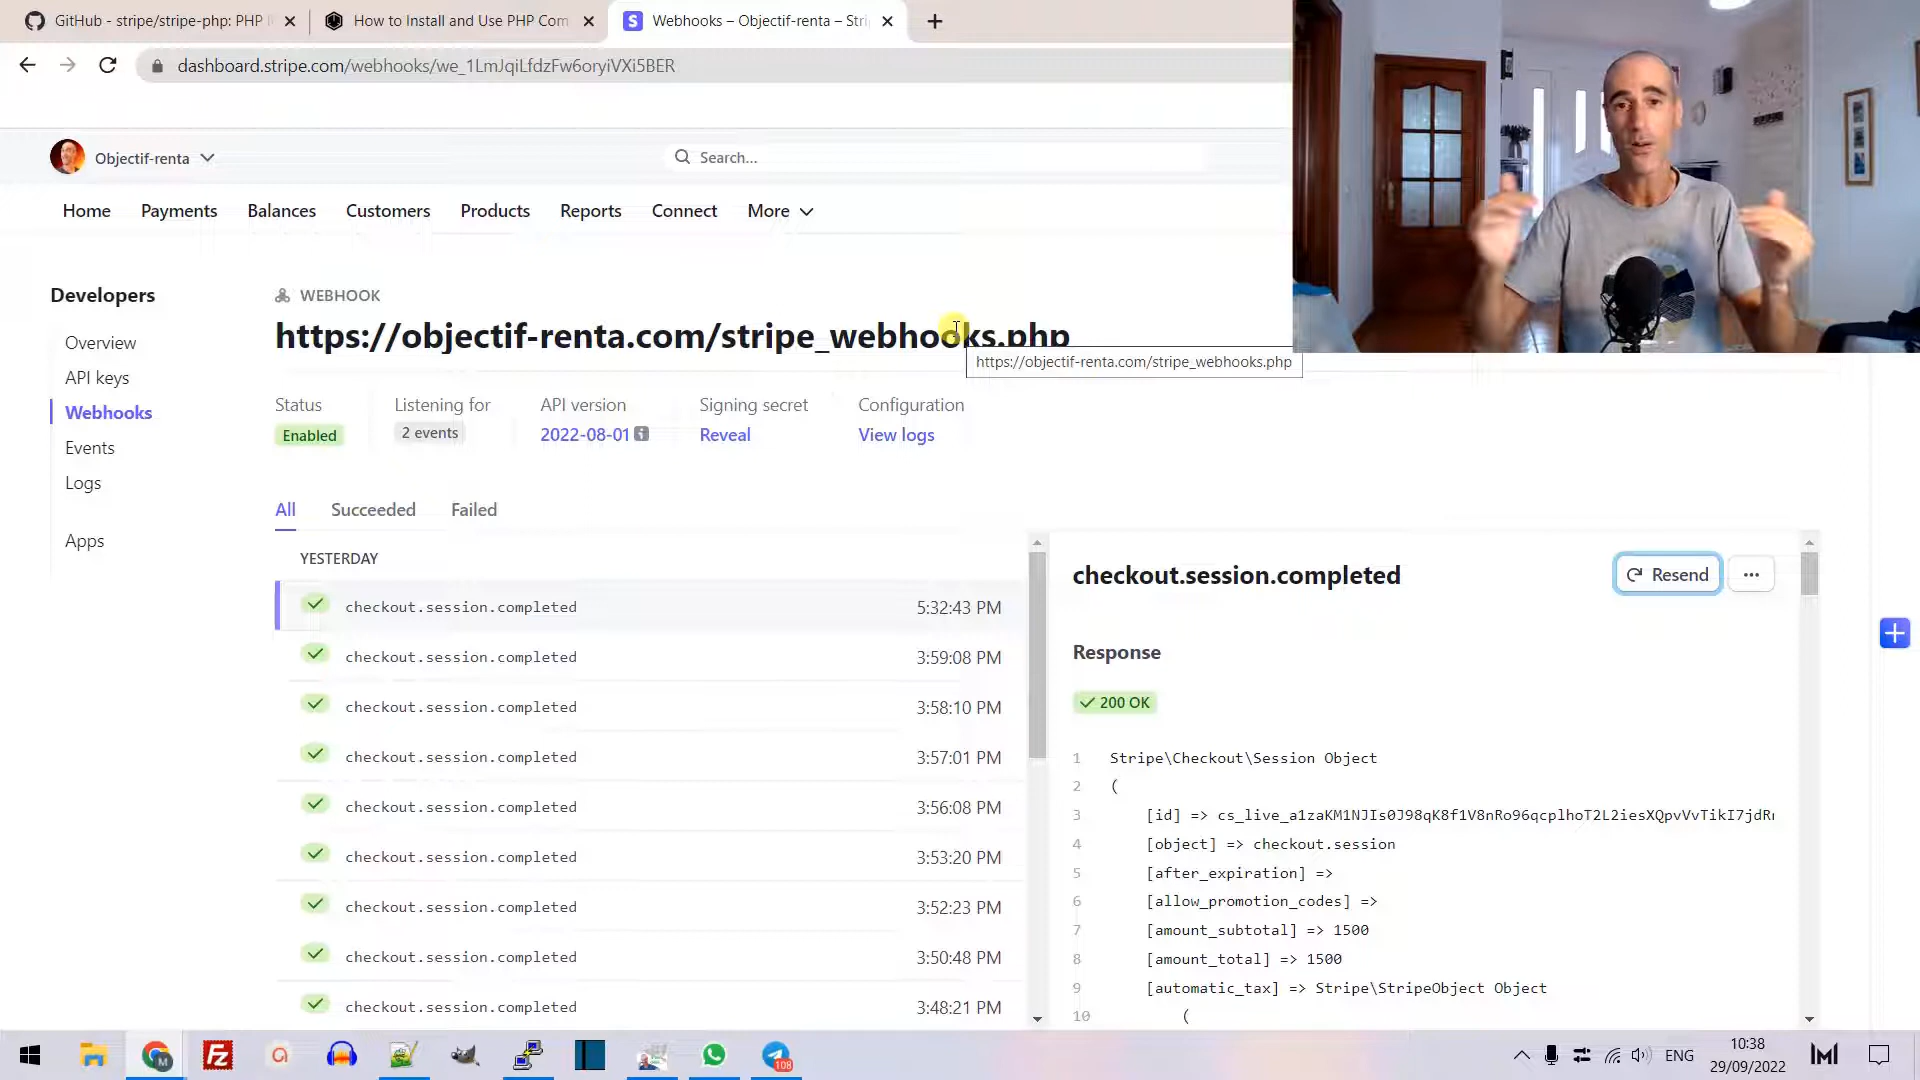 GitHub - stripe/stripe-php: PHP
How to Install and Use PHP Com
Webhooks – Objectif-renta – Stri
dashboard.stripe.com/webhooks/we_1LmJqiLfdzFw6oryiVXi5BER
Objectif-renta
Search...
Home Payments Balances Customers Products Reports Connect More
Developers
Overview
API keys
Webhooks
Events
Logs
Apps
WEBHOOK
https://objectif-renta.com/stripe_webhooks.php
https://objectif-renta.com/stripe_webhooks.php
Status Listening for API version Signing secret Configuration
Enabled 2 events 2022-08-01 Reveal View logs
All Succeeded Failed
YESTERDAY
checkout.session.completed 5:32:43 PM
checkout.session.completed 3:59:08 PM
checkout.session.completed 3:58:10 PM
checkout.session.completed 3:57:01 PM
checkout.session.completed 3:56:08 PM
checkout.session.completed 3:53:20 PM
checkout.session.completed 3:52:23 PM
checkout.session.completed 3:50:48 PM
checkout.session.completed 3:48:21 PM
checkout.session.completed
Resend ...
Response
200 OK
1 Stripe\Checkout\Session Object
2 (
3 [id] => cs_live_a1zaKM1NJIs0J98qK8f1V8nRo96qcplhoT2L2iesXQpvVvTikI7jdR
4 [object] => checkout.session
5 [after_expiration] =>
6 [allow_promotion_codes] =>
7 [amount_subtotal] => 1500
8 [amount_total] => 1500
9 [automatic_tax] => Stripe\StripeObject Object
10 (
108
ENG
10:38
29/09/2022